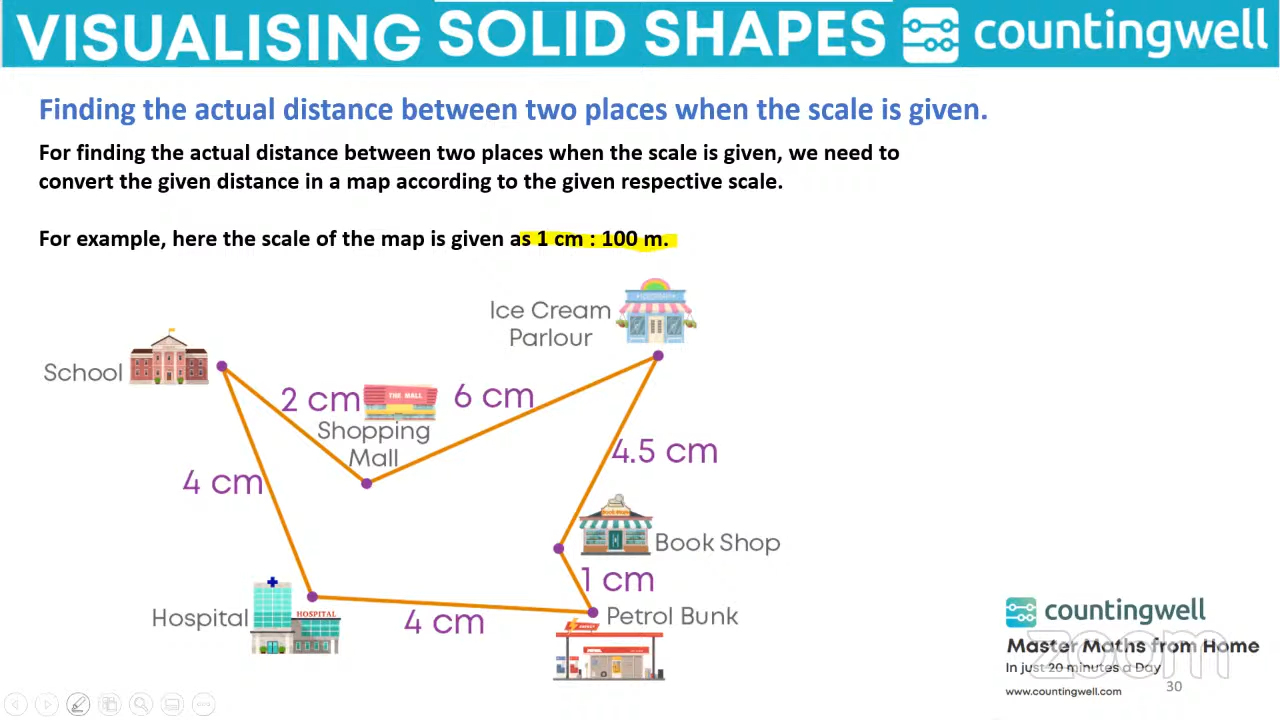 VISUALISING SOLID SHAPES countingwell
Finding the actual distance between two places when the scale is given.
For finding the actual distance between two places when the scale is given, we need to
convert the given distance in a map according to the given respective scale.
For example, here the scale of the map is given as 1 cm : 100 m.
Ice Cream
Parlour
School
2 cm
THE MALL
6 cm
Shopping
Mall
4.5 cm
4 cm
Book Shop
1 cm
Hospital
HOSPITAL
4 cm
Petrol Bunk
countingwell
Master Maths from Home
zoom
In just 20 minutes a Day
www.countingwell.com
30